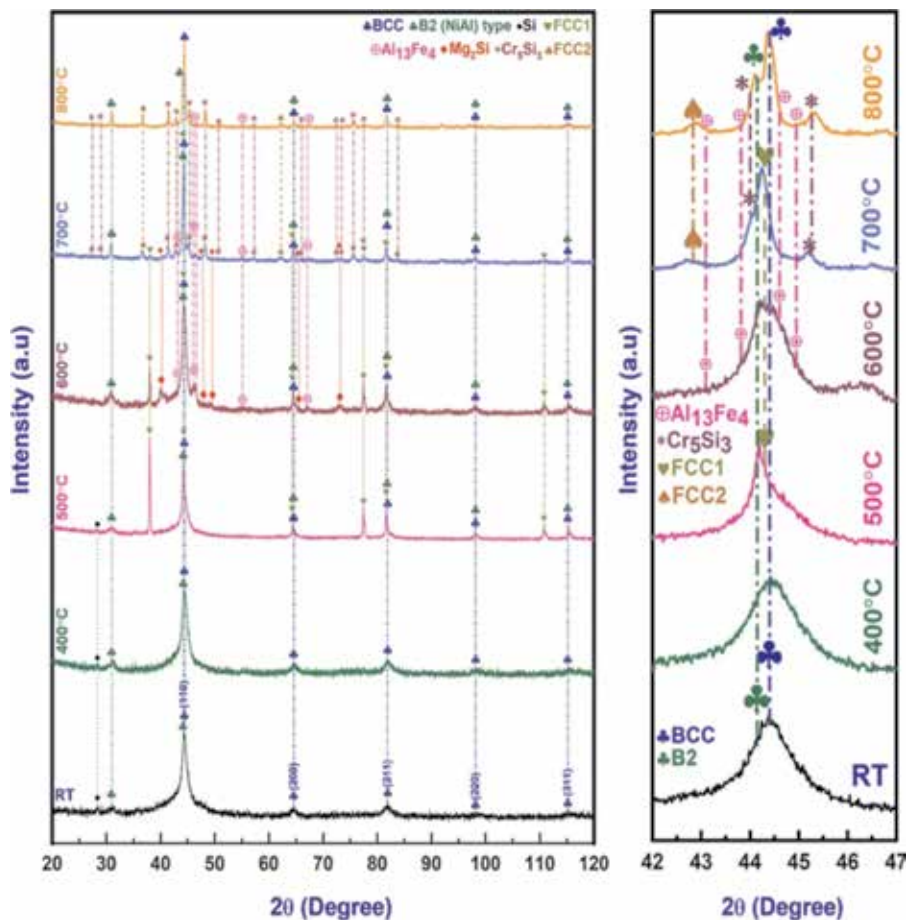 ♣BCC ♣B2 (NiAl) type •Si ♥FCC1
⊕Al13Fe4 ♦Mg2Si *Cr5Si3 ♠FCC2
Intensity (a.u)
800°C
700°C
600°C
500°C
400°C
RT
(110)
(200)
(211)
(220)
20 30 40 50 60 70 80 90 100 110 120
2θ (Degree)
Intensity (a.u)
800°C
700°C
600°C
⊕Al13Fe4
*Cr5Si3
♥FCC1
♠FCC2
500°C
400°C
♣BCC
♣B2
RT
42 43 44 45 46 47
2θ (Degree)